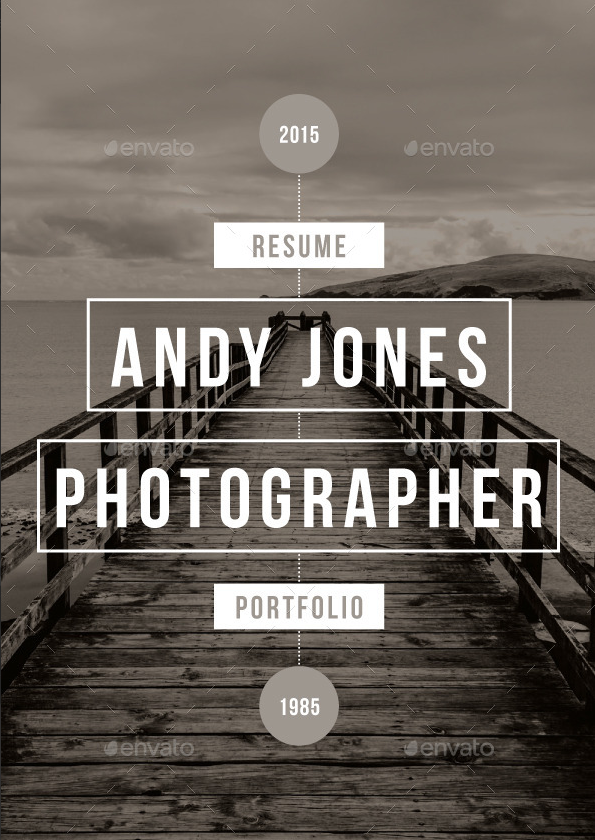 envato envato
2015
RESUME
ANDY JONES
envato envato
PHOTOGRAPHER
PORTFOLIO
1985
envato envato